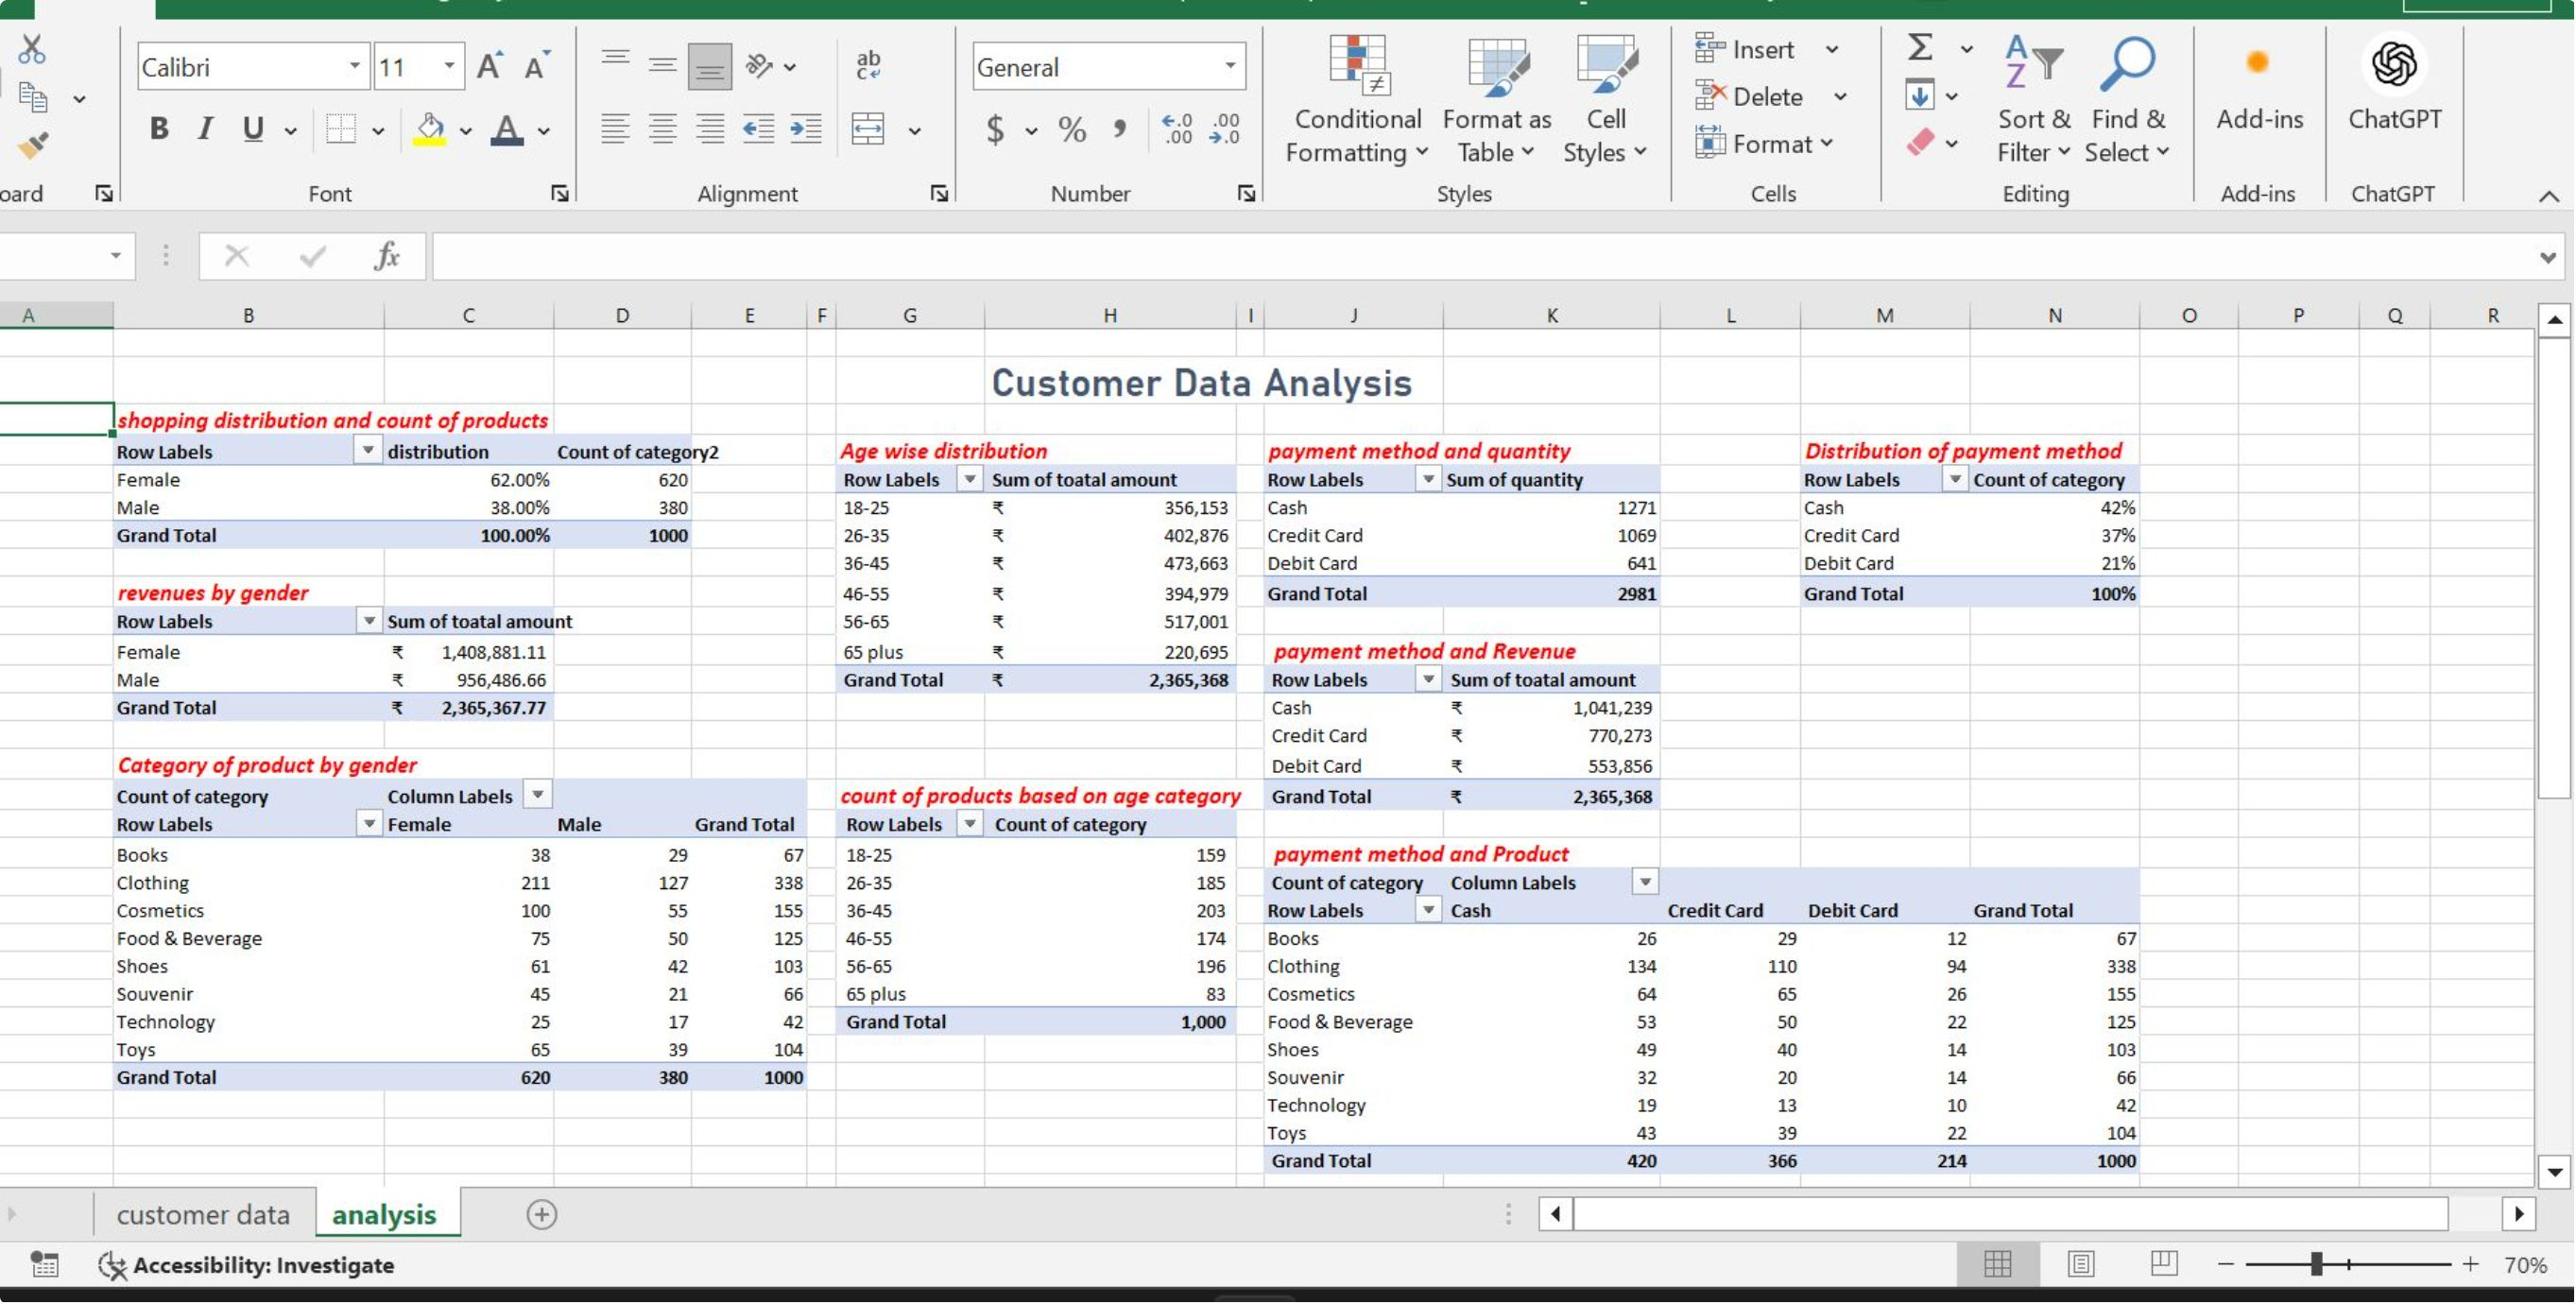 Calibri 11 A A ab General Insert Σ A
c Delete Z
Conditional Format as Cell Sort & Find & Add-ins ChatGPT
B I U A $ % , .0 .00 Formatting Table Styles Format Filter Select
.00 .0
oard Font Alignment Number Styles Cells Editing Add-ins ChatGPT
fx
A B C D E F G H I J K L M N O P Q R
Customer Data Analysis
shopping distribution and count of products
Row Labels distribution Count of category2
Female 62.00% 620
Male 38.00% 380
Grand Total 100.00% 1000
revenues by gender
Row Labels Sum of toatal amount
Female ₹ 1,408,881.11
Male ₹ 956,486.66
Grand Total ₹ 2,365,367.77
Category of product by gender
Count of category Column Labels
Row Labels Female Male Grand Total
Books 38 29 67
Clothing 211 127 338
Cosmetics 100 55 155
Food & Beverage 75 50 125
Shoes 61 42 103
Souvenir 45 21 66
Technology 25 17 42
Toys 65 39 104
Grand Total 620 380 1000
Age wise distribution
Row Labels Sum of toatal amount
18-25 ₹ 356,153
26-35 ₹ 402,876
36-45 ₹ 473,663
46-55 ₹ 394,979
56-65 ₹ 517,001
65 plus ₹ 220,695
Grand Total ₹ 2,365,368
count of products based on age category
Row Labels Count of category
18-25 159
26-35 185
36-45 203
46-55 174
56-65 196
65 plus 83
Grand Total 1,000
payment method and quantity
Row Labels Sum of quantity
Cash 1271
Credit Card 1069
Debit Card 641
Grand Total 2981
payment method and Revenue
Row Labels Sum of toatal amount
Cash ₹ 1,041,239
Credit Card ₹ 770,273
Debit Card ₹ 553,856
Grand Total ₹ 2,365,368
Distribution of payment method
Row Labels Count of category
Cash 42%
Credit Card 37%
Debit Card 21%
Grand Total 100%
payment method and Product
Count of category Column Labels
Row Labels Cash Credit Card Debit Card Grand Total
Books 26 29 12 67
Clothing 134 110 94 338
Cosmetics 64 65 26 155
Food & Beverage 53 50 22 125
Shoes 49 40 14 103
Souvenir 32 20 14 66
Technology 19 13 10 42
Toys 43 39 22 104
Grand Total 420 366 214 1000
customer data analysis
Accessibility: Investigate 70%